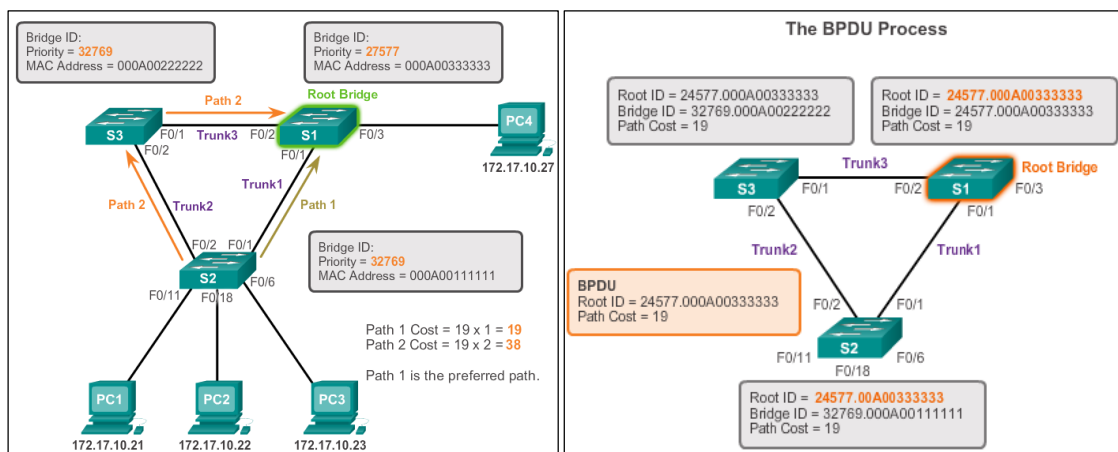 Bridge ID:
Priority = 32769
MAC Address = 000A00222222
Bridge ID:
Priority = 27577
MAC Address = 000A00333333
Root Bridge
Path 2
S3
F0/1
F0/2
S1
F0/3
Trunk3
F0/2
F0/1
PC4
172.17.10.27
Trunk1
Path 2
Trunk2
Path 1
F0/2
F0/1
Bridge ID:
Priority = 32769
MAC Address = 000A00111111
S2
F0/6
F0/11
F0/18
Path 1 Cost = 19 x 1 = 19
Path 2 Cost = 19 x 2 = 38
Path 1 is the preferred path.
PC1
PC2
PC3
172.17.10.21
172.17.10.22
172.17.10.23
The BPDU Process
Root ID = 24577.000A00333333
Bridge ID = 32769.000A00222222
Path Cost = 19
Root ID = 24577.000A00333333
Bridge ID = 24577.000A00333333
Path Cost = 19
Trunk3
Root Bridge
S3
F0/1
F0/2
S1
F0/3
F0/2
F0/1
Trunk2
Trunk1
BPDU
Root ID = 24577.000A00333333
Path Cost = 19
F0/2
F0/1
S2
F0/11
F0/6
F0/18
Root ID = 24577.00A00333333
Bridge ID = 32769.000A00111111
Path Cost = 19